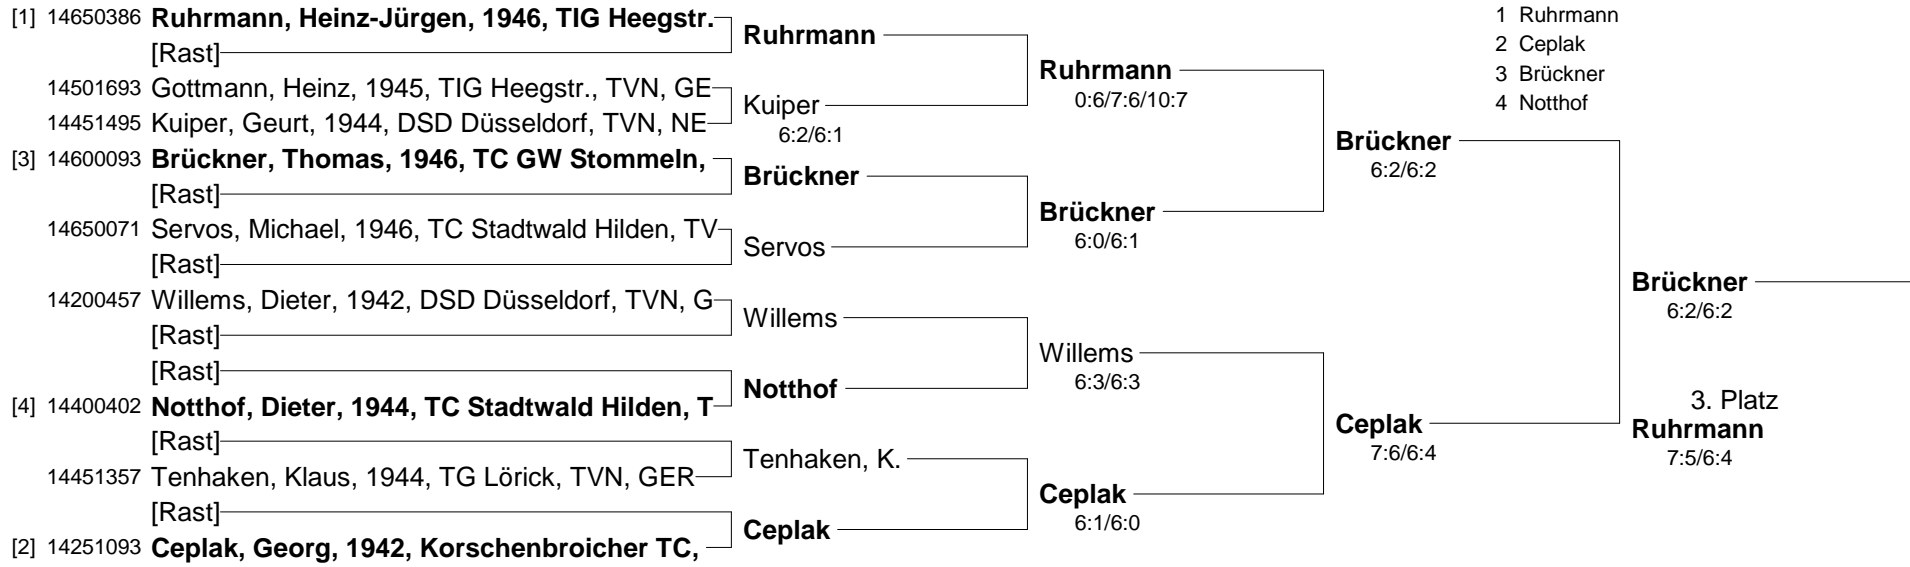 [1] 14650386 Ruhrmann, Heinz-Jürgen, 1946, TIG Heegstr.
[Rast]
14501693 Gottmann, Heinz, 1945, TIG Heegstr., TVN, GE
14451495 Kuiper, Geurt, 1944, DSD Düsseldorf, TVN, NE
[3] 14600093 Brückner, Thomas, 1946, TC GW Stommeln,
[Rast]
14650071 Servos, Michael, 1946, TC Stadtwald Hilden, TV
[Rast]
14200457 Willems, Dieter, 1942, DSD Düsseldorf, TVN, G
[Rast]
[Rast]
[4] 14400402 Notthof, Dieter, 1944, TC Stadtwald Hilden, T
[Rast]
14451357 Tenhaken, Klaus, 1944, TG Lörick, TVN, GER
[Rast]
[2] 14251093 Ceplak, Georg, 1942, Korschenbroicher TC,
Ruhrmann
Kuiper
6:2/6:1
Brückner
Servos
Willems
Notthof
Tenhaken, K.
Ceplak
Ruhrmann
0:6/7:6/10:7
Brückner
6:0/6:1
Willems
6:3/6:3
Ceplak
6:1/6:0
Brückner
6:2/6:2
Ceplak
7:6/6:4
Brückner
6:2/6:2
3. Platz
Ruhrmann
7:5/6:4
1 Ruhrmann
2 Ceplak
3 Brückner
4 Notthof